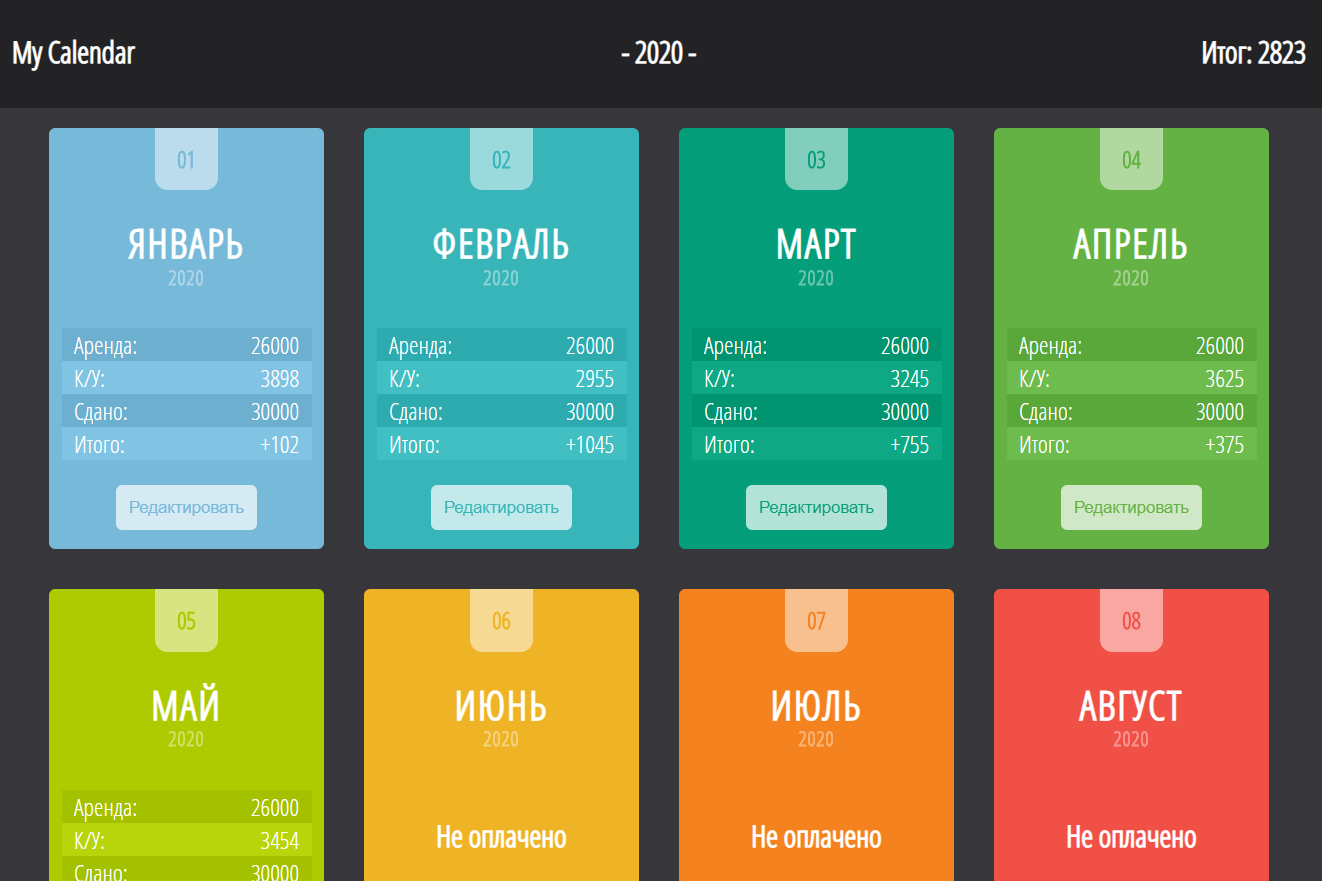 My Calendar
- 2020 -
Итог: 2823
01
ЯНВАРЬ
2020
Аренда: 26000
К/У: 3898
Сдано: 30000
Итого: +102
Редактировать
02
ФЕВРАЛЬ
2020
Аренда: 26000
К/У: 2955
Сдано: 30000
Итого: +1045
Редактировать
03
МАРТ
2020
Аренда: 26000
К/У: 3245
Сдано: 30000
Итого: +755
Редактировать
04
АПРЕЛЬ
2020
Аренда: 26000
К/У: 3625
Сдано: 30000
Итого: +375
Редактировать
05
МАЙ
2020
Аренда: 26000
К/У: 3454
Сдано: 30000
06
ИЮНЬ
2020
Не оплачено
07
ИЮЛЬ
2020
Не оплачено
08
АВГУСТ
2020
Не оплачено